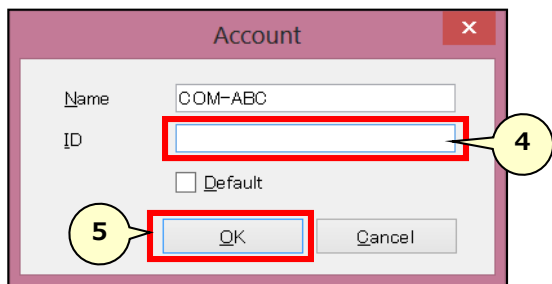 Account
x
Name COM-ABC
ID
4
Default
5
OK Cancel